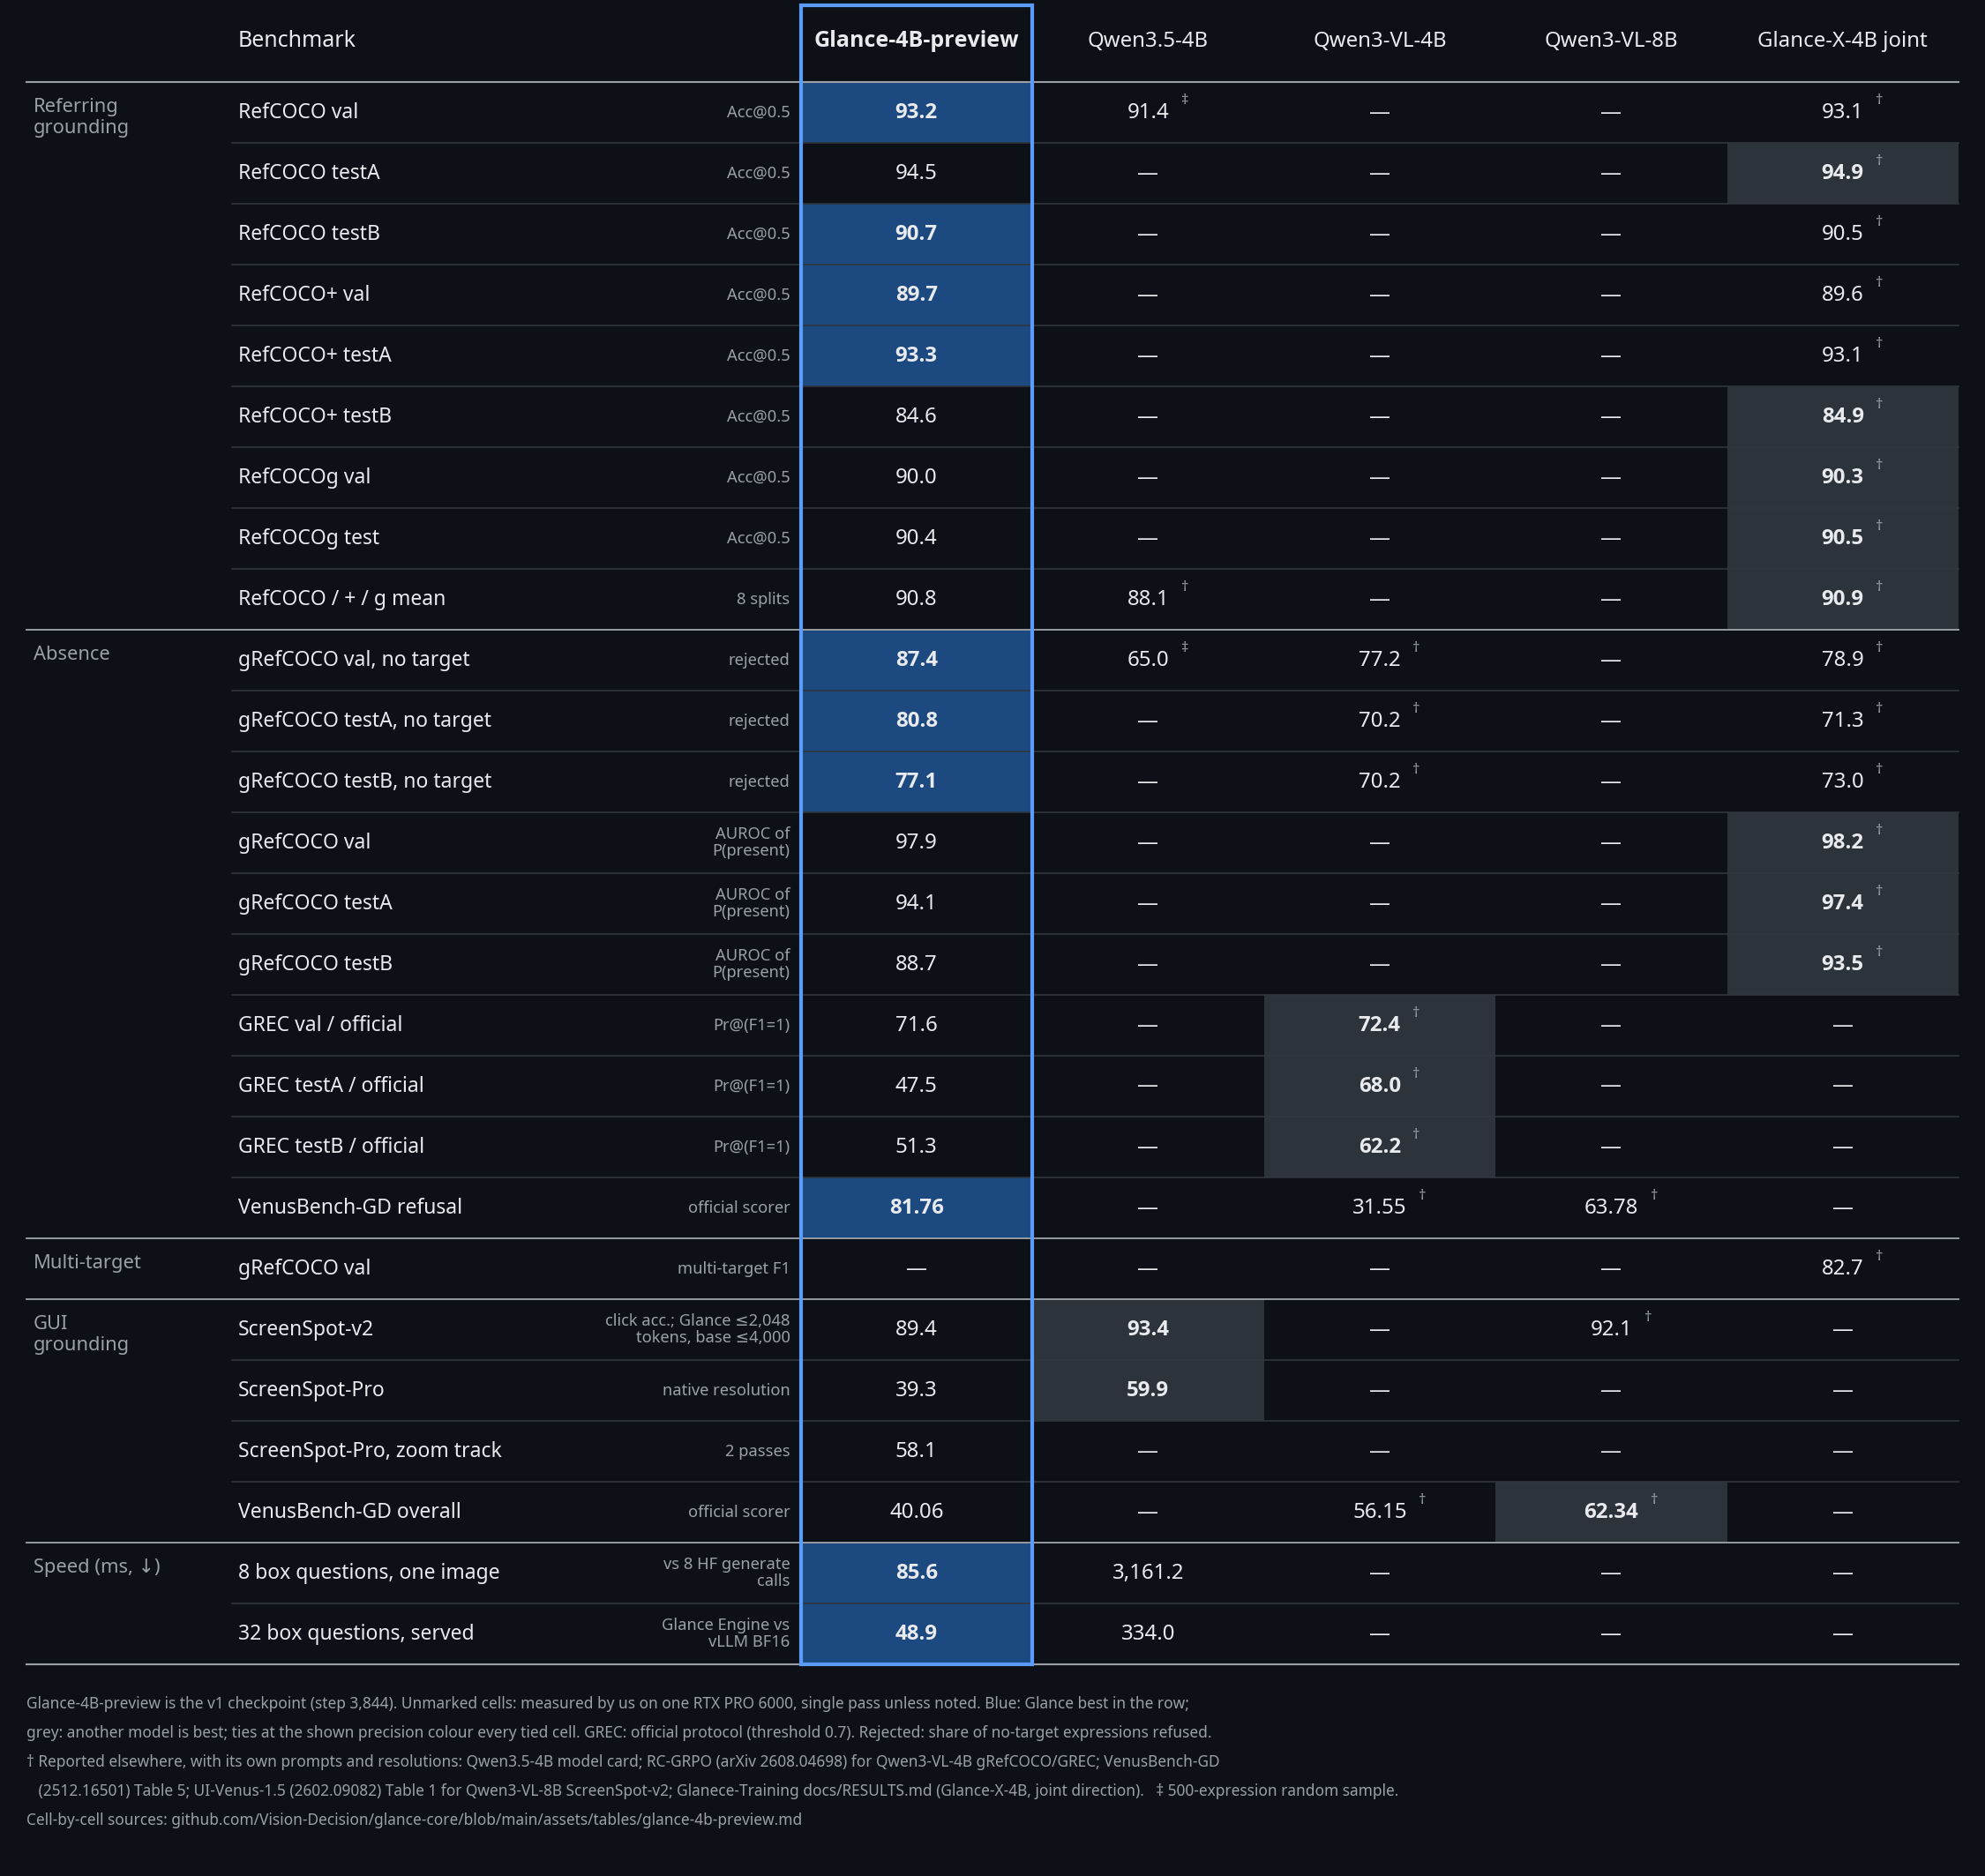 Benchmark Glance-4B-preview Qwen3.5-4B Qwen3-VL-4B Qwen3-VL-8B Glance-X-4B joint
Referring grounding
RefCOCO val Acc@0.5 93.2 91.4 ‡ — — 93.1 †
RefCOCO testA Acc@0.5 94.5 — — — 94.9 †
RefCOCO testB Acc@0.5 90.7 — — — 90.5 †
RefCOCO+ val Acc@0.5 89.7 — — — 89.6 †
RefCOCO+ testA Acc@0.5 93.3 — — — 93.1 †
RefCOCO+ testB Acc@0.5 84.6 — — — 84.9 †
RefCOCOg val Acc@0.5 90.0 — — — 90.3 †
RefCOCOg test Acc@0.5 90.4 — — — 90.5 †
RefCOCO / + / g mean 8 splits 90.8 88.1 † — — 90.9 †
Absence
gRefCOCO val, no target rejected 87.4 65.0 ‡ 77.2 † — 78.9 †
gRefCOCO testA, no target rejected 80.8 — 70.2 † — 71.3 †
gRefCOCO testB, no target rejected 77.1 — 70.2 † — 73.0 †
gRefCOCO val AUROC of P(present) 97.9 — — — 98.2 †
gRefCOCO testA AUROC of P(present) 94.1 — — — 97.4 †
gRefCOCO testB AUROC of P(present) 88.7 — — — 93.5 †
GREC val / official Pr@(F1=1) 71.6 — 72.4 † — —
GREC testA / official Pr@(F1=1) 47.5 — 68.0 † — —
GREC testB / official Pr@(F1=1) 51.3 — 62.2 † — —
VenusBench-GD refusal official scorer 81.76 — 31.55 † 63.78 † —
Multi-target
gRefCOCO val multi-target F1 — — — — 82.7 †
GUI grounding
ScreenSpot-v2 click acc.; Glance ≤2,048 tokens, base ≤4,000 89.4 93.4 — 92.1 † —
ScreenSpot-Pro native resolution 39.3 59.9 — — —
ScreenSpot-Pro, zoom track 2 passes 58.1 — — — —
VenusBench-GD overall official scorer 40.06 — 56.15 † 62.34 † —
Speed (ms, ↓)
8 box questions, one image vs 8 HF generate calls 85.6 3,161.2 — — —
32 box questions, served Glance Engine vs vLLM BF16 48.9 334.0 — — —
Glance-4B-preview is the v1 checkpoint (step 3,844). Unmarked cells: measured by us on one RTX PRO 6000, single pass unless noted. Blue: Glance best in the row;
grey: another model is best; ties at the shown precision colour every tied cell. GREC: official protocol (threshold 0.7). Rejected: share of no-target expressions refused.
† Reported elsewhere, with its own prompts and resolutions: Qwen3.5-4B model card; RC-GRPO (arXiv 2608.04698) for Qwen3-VL-4B gRefCOCO/GREC; VenusBench-GD
(2512.16501) Table 5; UI-Venus-1.5 (2602.09082) Table 1 for Qwen3-VL-8B ScreenSpot-v2; Glanece-Training docs/RESULTS.md (Glance-X-4B, joint direction). ‡ 500-expression random sample.
Cell-by-cell sources: github.com/Vision-Decision/glance-core/blob/main/assets/tables/glance-4b-preview.md